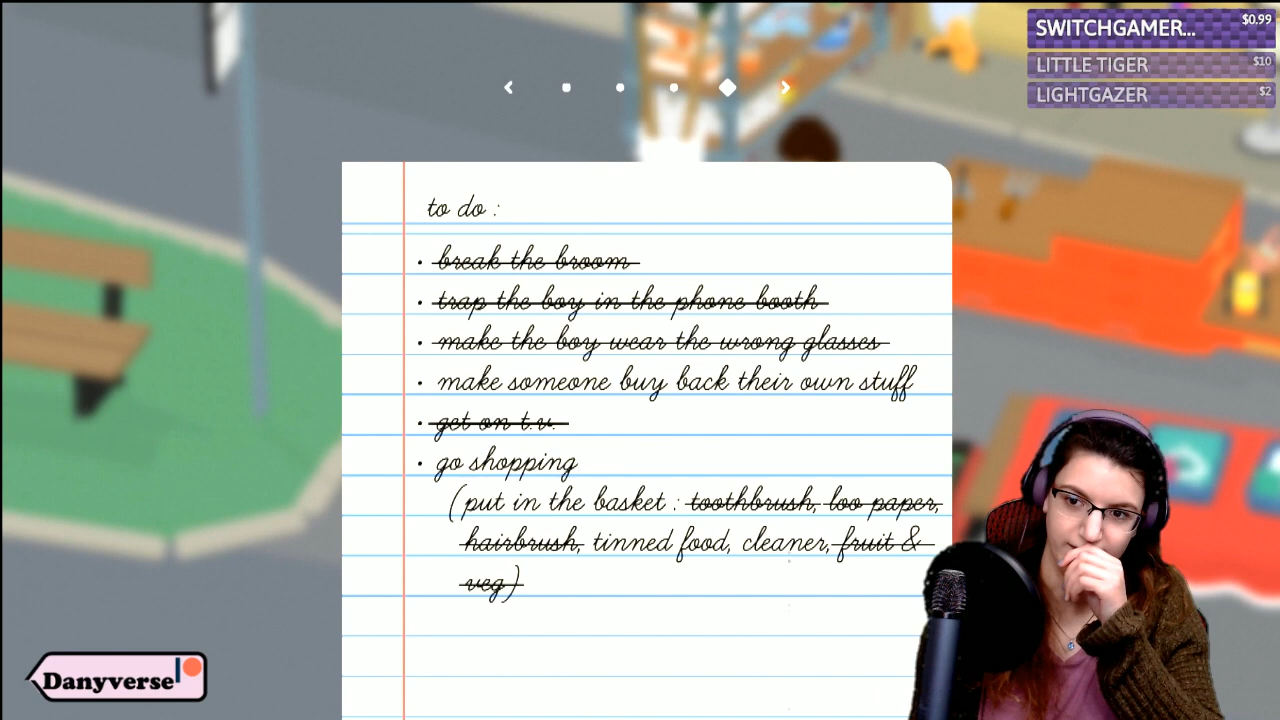 SWITCHGAMER... $0.99
LITTLE TIGER $10
LIGHTGAZER $2
to do :
• break the broom
• trap the boy in the phone booth
• make the boy wear the wrong glasses
• make someone buy back their own stuff
• get on t.v.
• go shopping
(put in the basket : toothbrush, loo paper,
hairbrush, tinned food, cleaner, fruit &
veg)
Danyverse